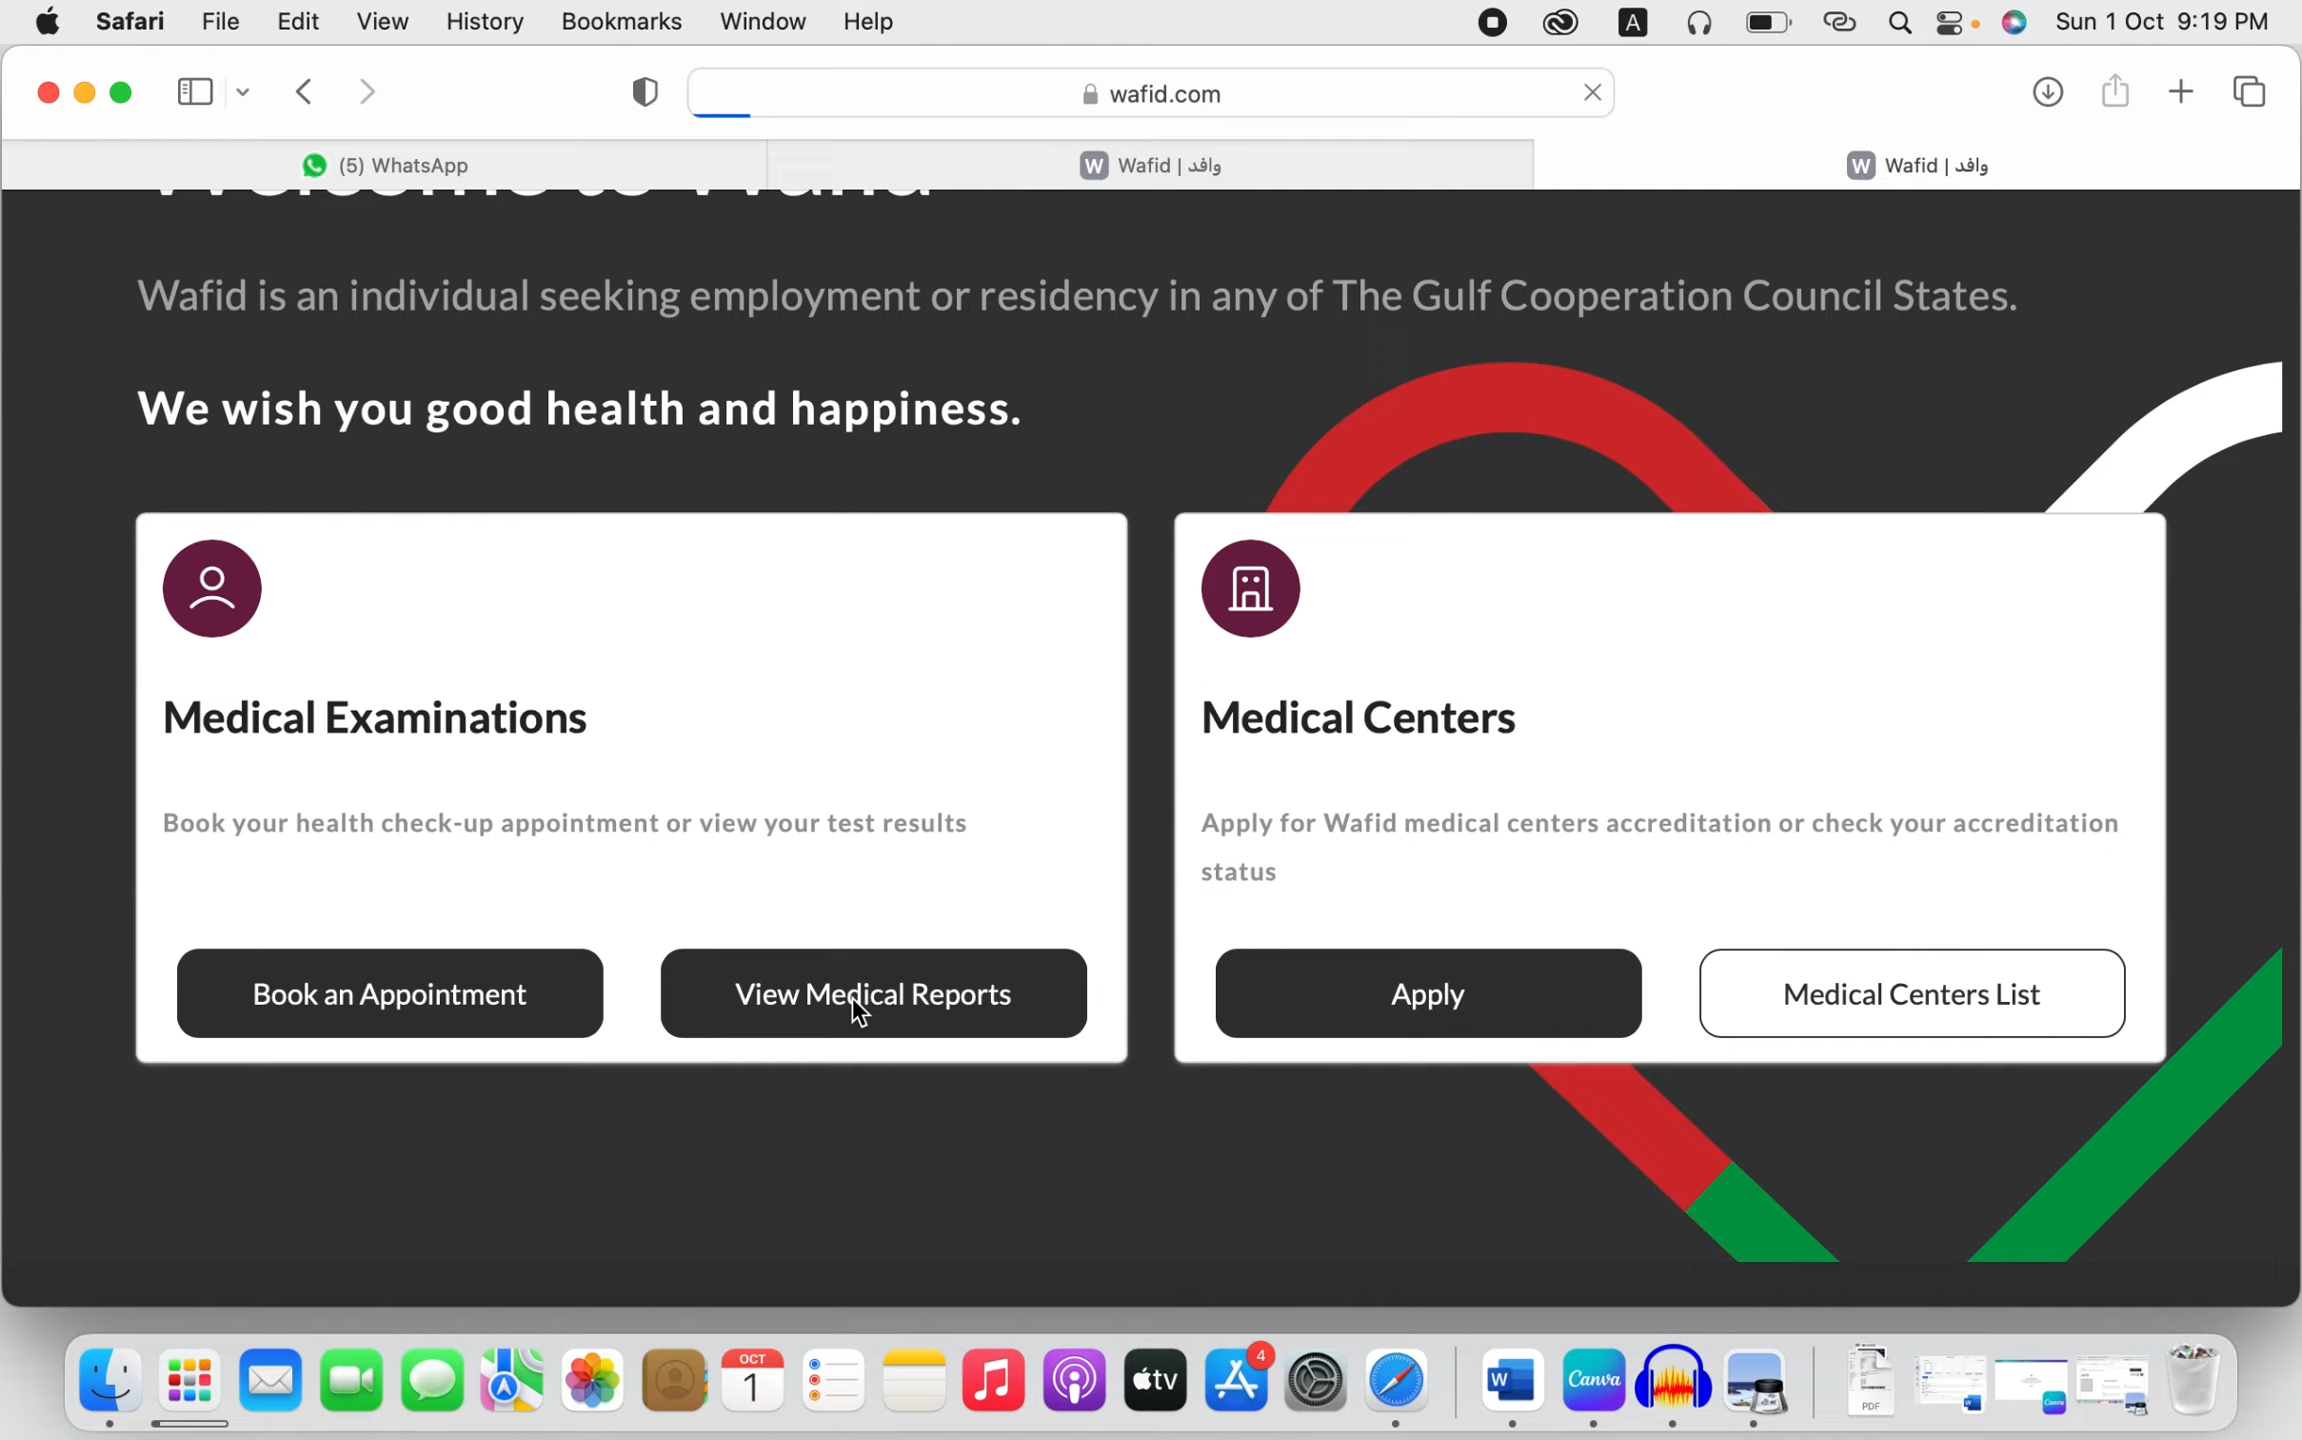 Safari File Edit View History Bookmarks Window Help A Sun 1 Oct 9:19 PM
wafid.com
(5) WhatsApp W Wafid | وافد W Wafid | وافد
Welcome to Wafid
Wafid is an individual seeking employment or residency in any of The Gulf Cooperation Council States.
We wish you good health and happiness.
Medical Examinations
Book your health check-up appointment or view your test results
Book an Appointment View Medical Reports
Medical Centers
Apply for Wafid medical centers accreditation or check your accreditation
status
Apply Medical Centers List
OCT
1
tv
4
W
Canva
PDF